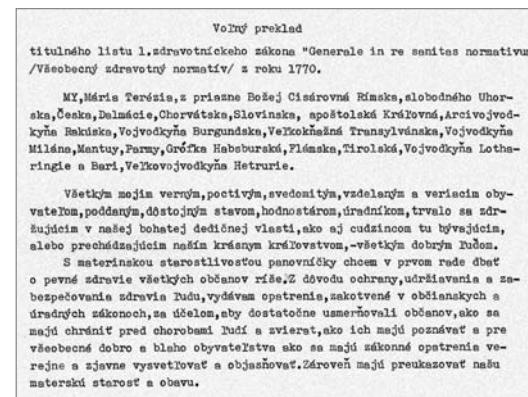 Voľný preklad
titulného listu 1.zdravotníckeho zákona "Generale in re sanitas normativum
/Všeobecný zdravotný normatív/ z roku 1770.
MY,Mária Terézia,z priazne Božej Cisárovná Rímska,slobodného Uhor-
ska,Česka,Dalmácie,Chorvátska,Slovinska, apoštolská Kráľovná,Arcivojvod-
kyňa Rakúska,Vojvodkyňa Burgundska,Veľkokňažná Transylvánska,Vojvodkyňa
Milána,Mantuy,Parmy,Grófka Habsburská,Flámska,Tirolská,Vojvodkyňa Lotha-
ringie a Bari,Veľkovojvodkyňa Hetrurie.
Všetkým mojim verným,poctivým,svedomitým,vzdelaným a veriacim oby-
vateľom,poddaným,dôstojným stavom,hodnostárom,úradníkom,trvalo sa zdr-
žujúcim v našej bohatej dedičnej vlasti,ako aj cudzincom tu bývajúcim,
alebo prechádzajúcim naším krásnym kráľovstvom,-všetkým dobrým ľudom.
S materinskou starostlivosťou panovníčky chcem v prvom rade dbať
o pevné zdravie všetkých občanov ríše.Z dôvodu ochrany,udržiavania a za-
bezpečovania zdravia ľudu,vydávam opatrenia,zakotvené v občianskych a
úradných zákonoch,za účelom,aby dostatočne usmerňovali občanov,ako sa
majú chrániť pred chorobami ľudí a zvierat,ako ich majú poznávať a pre
všeobecné dobro a blaho obyvateľstva ako sa majú zákonné opatrenia ve-
rejne a zjavne vysvetľovať a objasňovať.Zároveň majú preukazovať našu
materskú starosť a obavu.